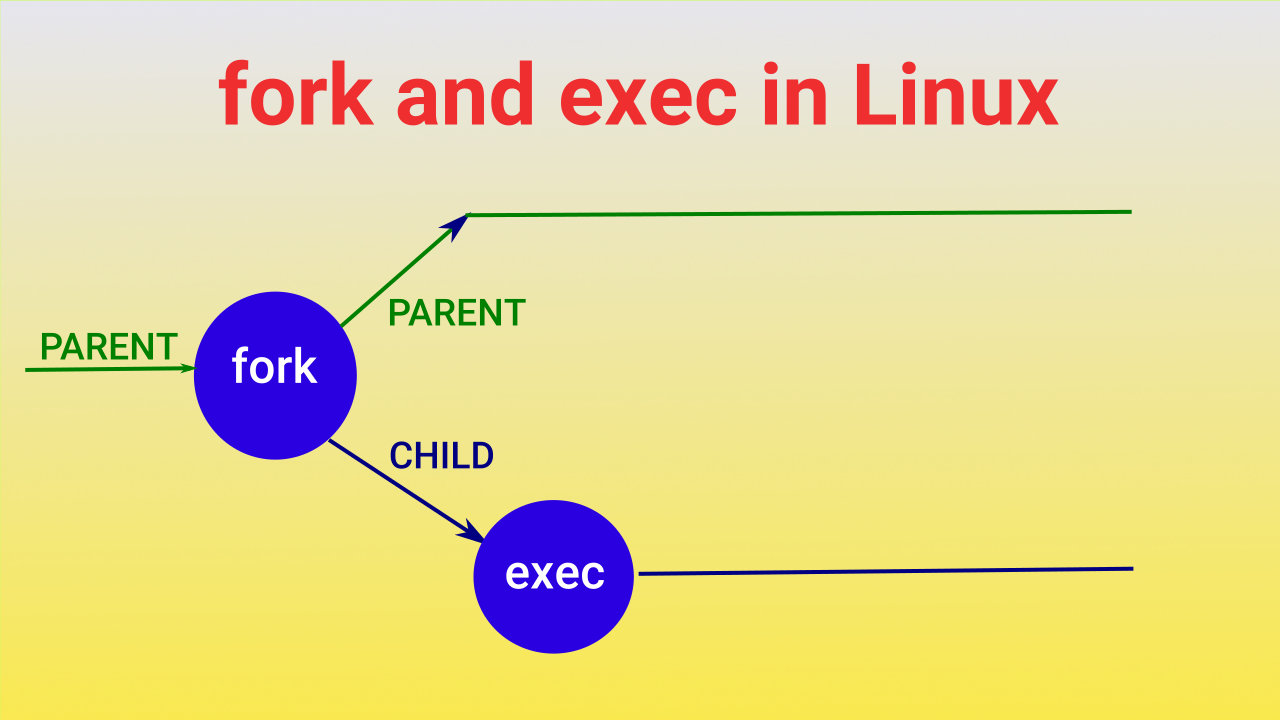 fork and exec in Linux
PARENT
PARENT
fork
CHILD
exec